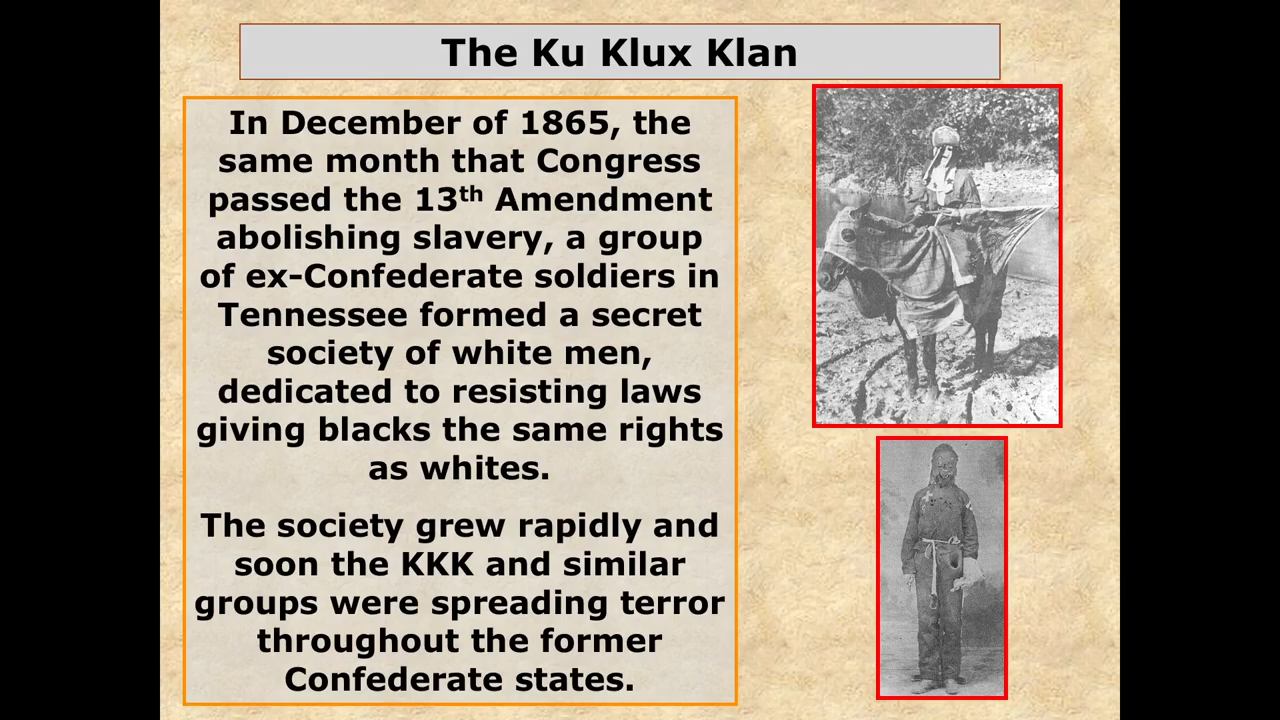 The Ku Klux Klan
In December of 1865, the
same month that Congress
passed the 13th Amendment
abolishing slavery, a group
of ex-Confederate soldiers in
Tennessee formed a secret
society of white men,
dedicated to resisting laws
giving blacks the same rights
as whites.
The society grew rapidly and
soon the KKK and similar
groups were spreading terror
throughout the former
Confederate states.